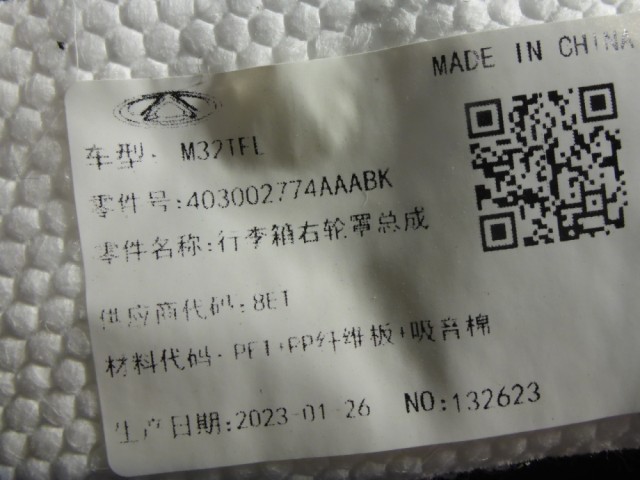 MADE IN CHINA
车型: M32TFL
零件号:403002774AAABK
零件名称:行李箱右轮罩总成
供应商代码:8ET
材料代码: PET+PP纤维板+吸音棉
生产日期:2023-01-26 NO:132623